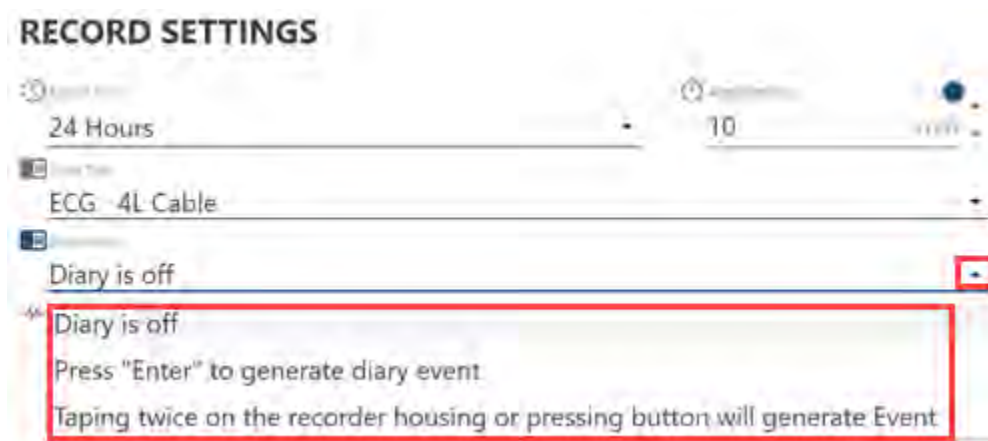 RECORD SETTINGS
24 Hours
10
ECG 4L Cable
Diary is off
Diary is off
Press "Enter" to generate diary event
Taping twice on the recorder housing or pressing button will generate Event